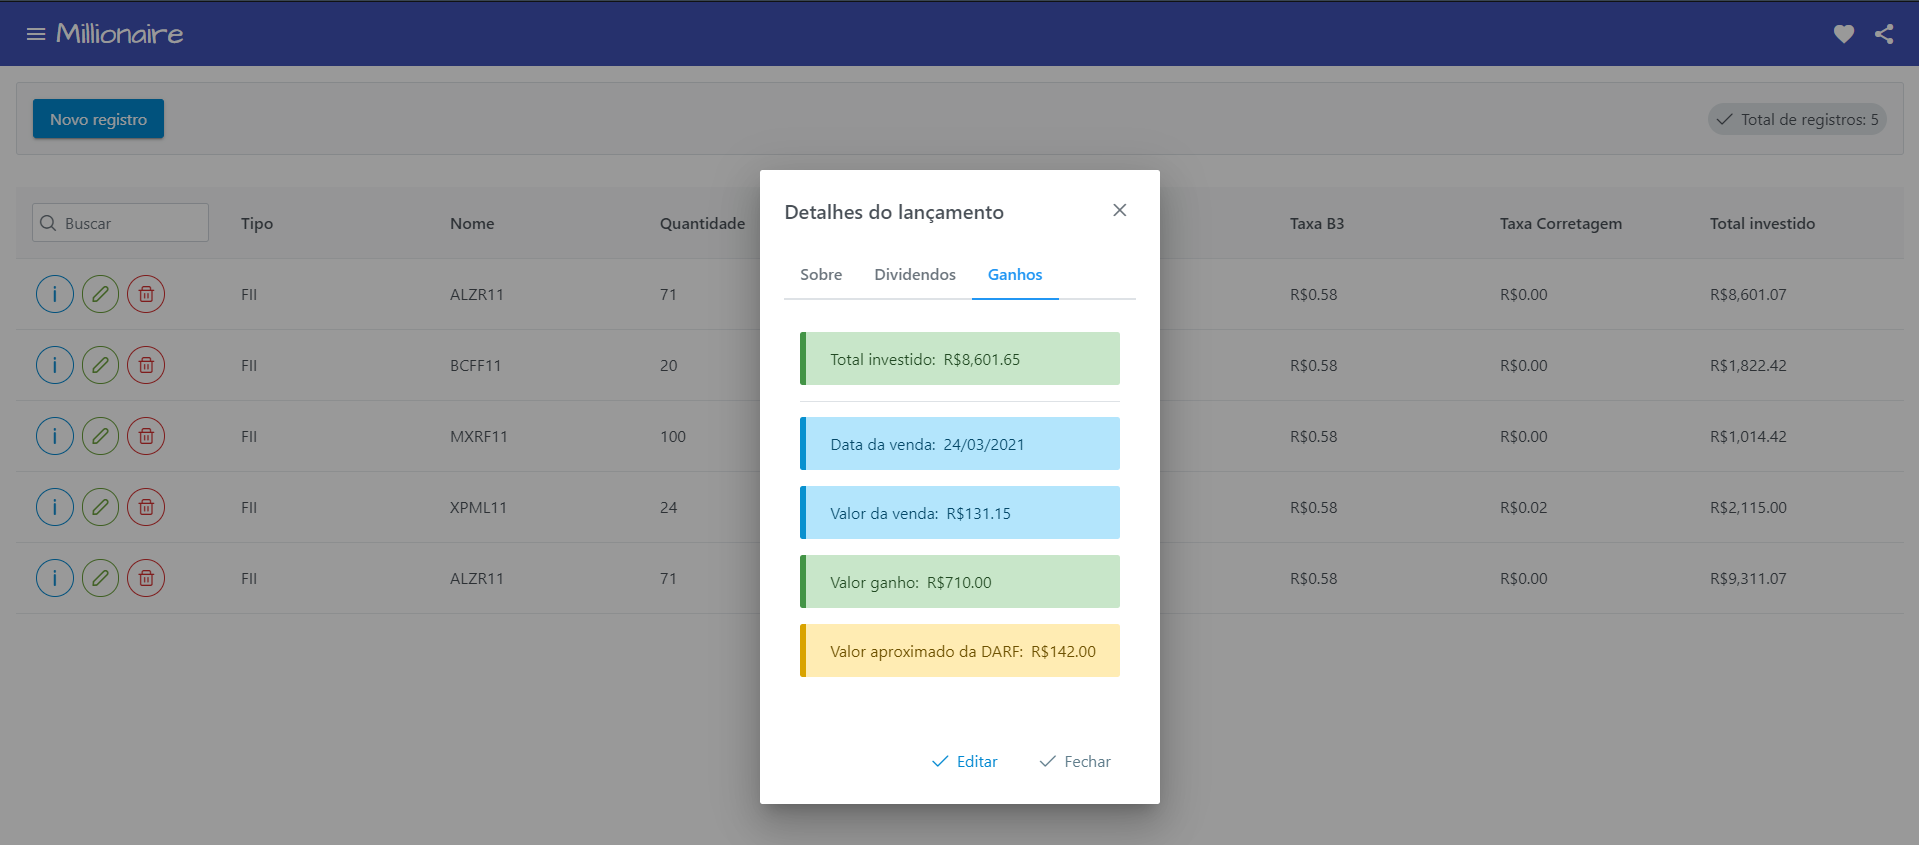 Millionaire
Novo registro
Total de registros: 5
Buscar Tipo Nome Quantidade Taxa B3 Taxa Corretagem Total investido
i FII ALZR11 71 R$0.58 R$0.00 R$8,601.07
i FII BCFF11 20 R$0.58 R$0.00 R$1,822.42
i FII MXRF11 100 R$0.58 R$0.00 R$1,014.42
i FII XPML11 24 R$0.58 R$0.02 R$2,115.00
i FII ALZR11 71 R$0.58 R$0.00 R$9,311.07
Detalhes do lançamento
Sobre Dividendos Ganhos
Total investido: R$8,601.65
Data da venda: 24/03/2021
Valor da venda: R$131.15
Valor ganho: R$710.00
Valor aproximado da DARF: R$142.00
Editar Fechar